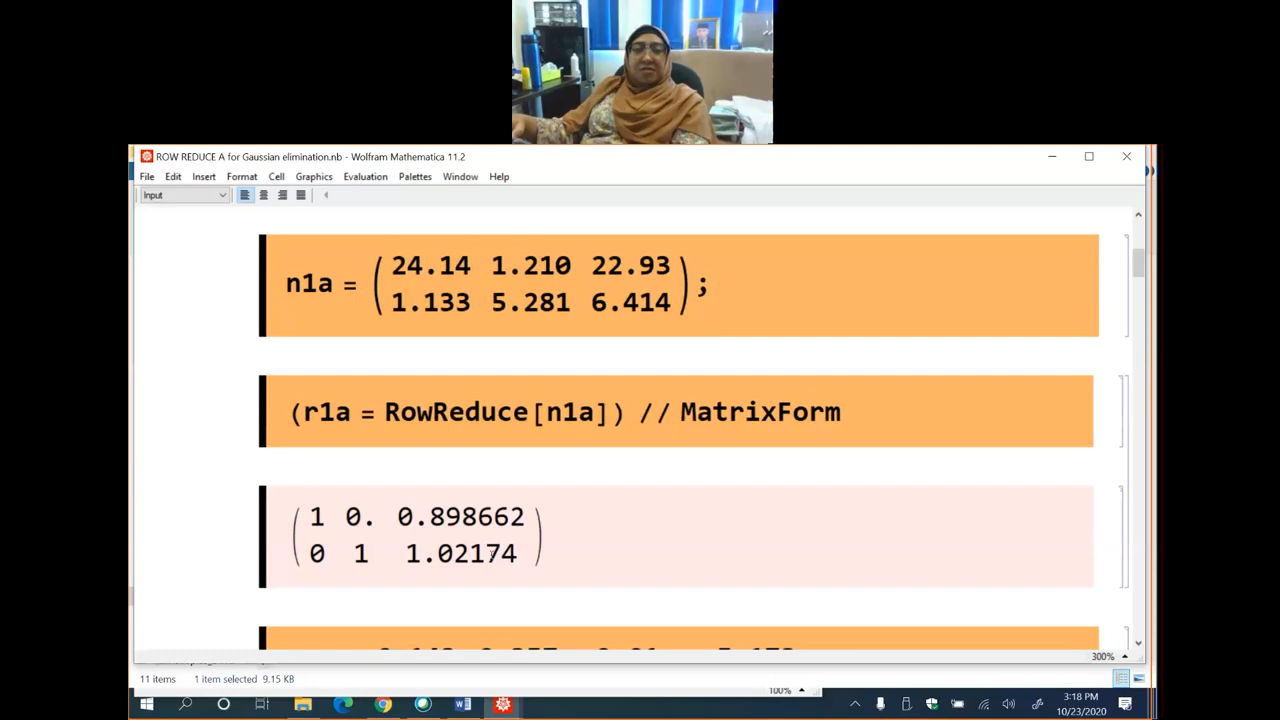 ROW REDUCE A for Gaussian elimination.nb - Wolfram Mathematica 11.2
File Edit Insert Format Cell Graphics Evaluation Palettes Window Help
Input
n1a = ( 24.14 1.210 22.93
1.133 5.281 6.414 ) ;
(r1a = RowReduce[n1a]) // MatrixForm
( 1 0. 0.898662
0 1 1.02174 )
300%
11 items 1 item selected 9.15 KB
100%
3:18 PM
10/23/2020